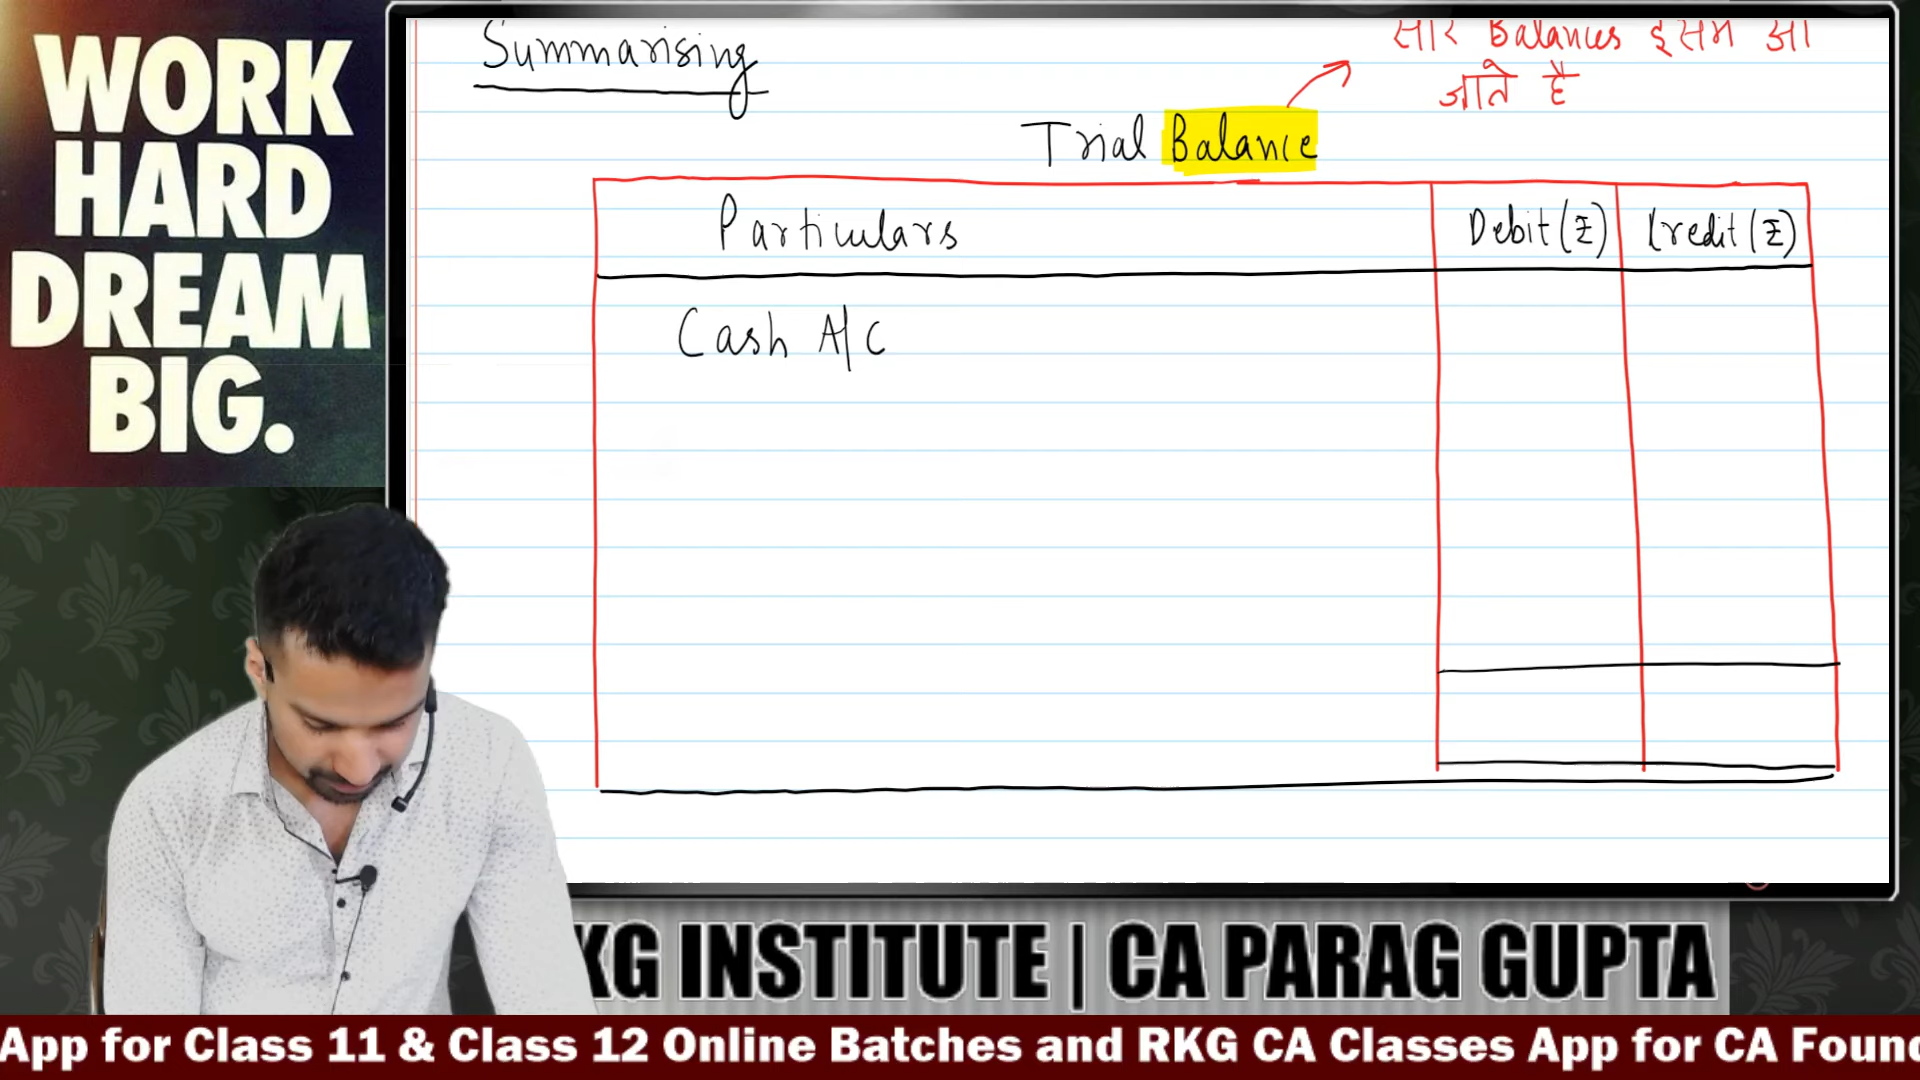 WORK
HARD
DREAM
BIG.
Summarising
सारे Balances इसमें आ
जाते हैं
Trial Balance
Particulars Debit (₹) Credit (₹)
Cash A/C
KG INSTITUTE | CA PARAG GUPTA
App for Class 11 & Class 12 Online Batches and RKG CA Classes App for CA Foun